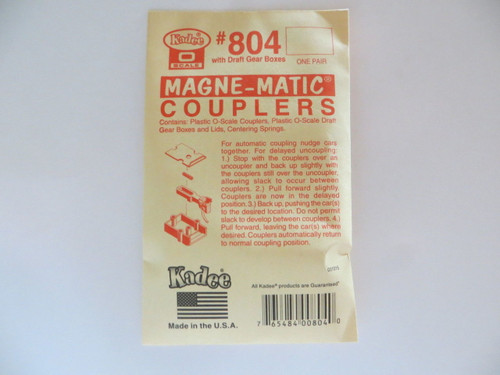 Kadee®
O
SCALE
#804
with Draft Gear Boxes
ONE PAIR
MAGNE-MATIC®
COUPLERS
Contains: Plastic O-Scale Couplers, Plastic O-Scale Draft
Gear Boxes and Lids, Centering Springs.
For automatic coupling nudge cars
together. For delayed uncoupling:
1.) Stop with the couplers over an
uncoupler and back up slightly with
the couplers still over the uncoupler,
allowing slack to occur between
couplers. 2.) Pull forward slightly.
Couplers are now in the delayed
position. 3.) Back up, pushing the car(s)
to the desired location. Do not permit
slack to develop between couplers. 4.)
Pull forward, leaving the car(s) where
desired. Couplers automatically return
to normal coupling position.
Kadee®
Made in the U.S.A.
All Kadee® products are Guaranteed
7 65484 00804 0